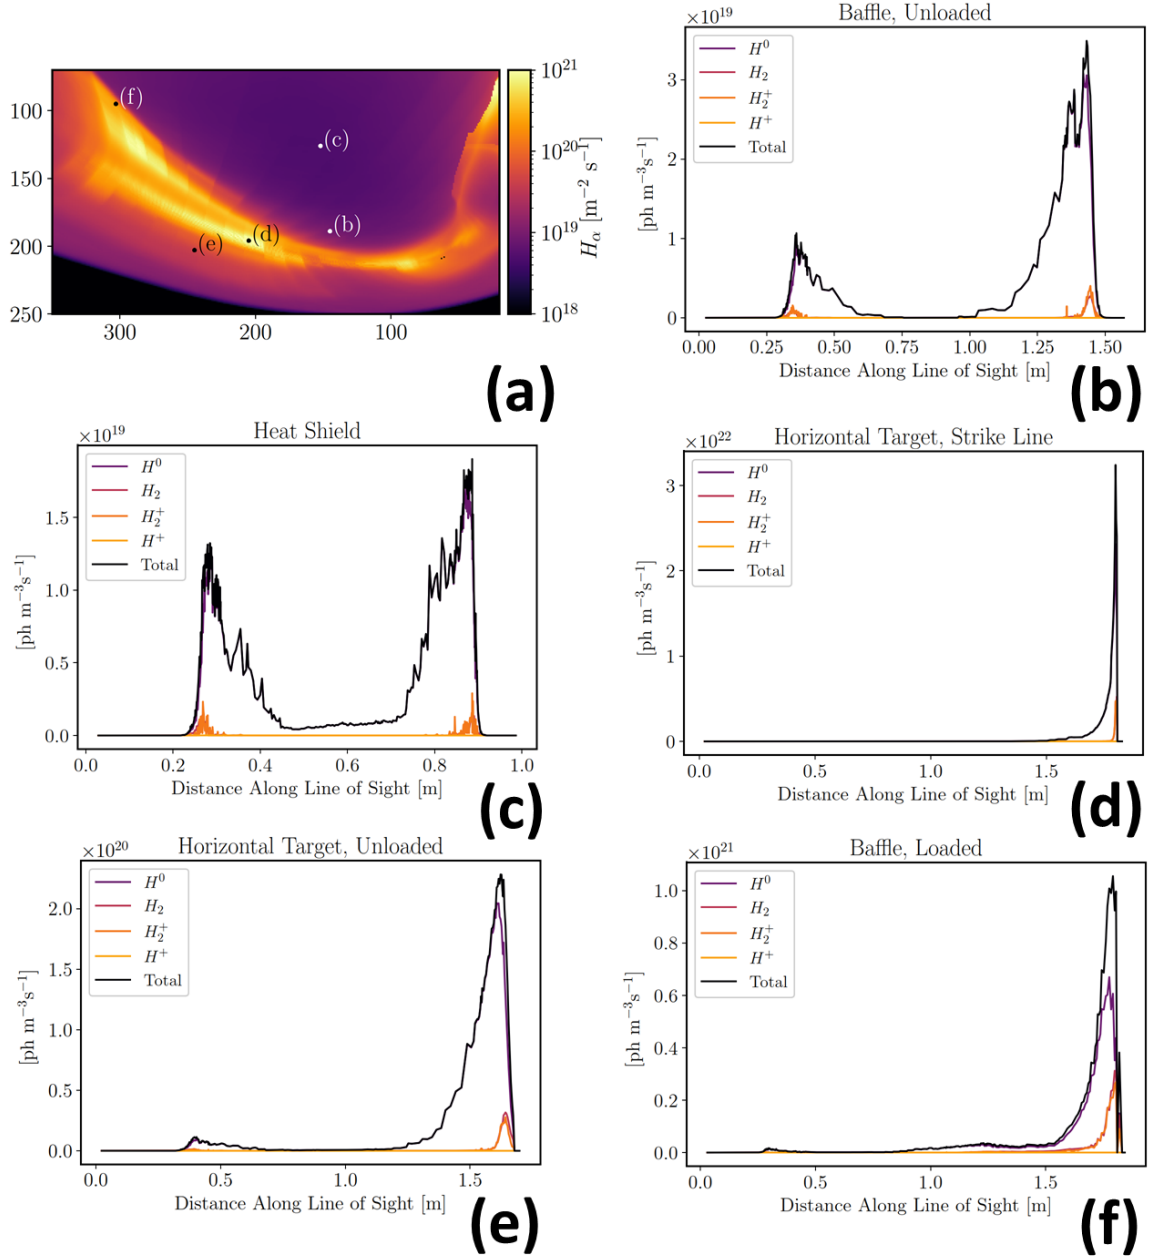 100
150
200
250
300
200
100
(f)
(c)
(b)
(d)
(e)
10^21
10^20
10^19
10^18
H_α [m^−2 s^−1]
(a)
Baffle, Unloaded
×10^19
H^0
H_2
H_2^+
H^+
Total
3
2
1
0
[ph m^−3s^−1]
0.00 0.25 0.50 0.75 1.00 1.25 1.50
Distance Along Line of Sight [m]
(b)
Heat Shield
×10^19
H^0
H_2
H_2^+
H^+
Total
1.5
1.0
0.5
0.0
[ph m^−3s^−1]
0.0 0.2 0.4 0.6 0.8 1.0
Distance Along Line of Sight [m]
(c)
Horizontal Target, Strike Line
×10^22
H^0
H_2
H_2^+
H^+
Total
3
2
1
0
[ph m^−3s^−1]
0.0 0.5 1.0 1.5
Distance Along Line of Sight [m]
(d)
Horizontal Target, Unloaded
×10^20
H^0
H_2
H_2^+
H^+
Total
2.0
1.5
1.0
0.5
0.0
[ph m^−3s^−1]
0.0 0.5 1.0 1.5
Distance Along Line of Sight [m]
(e)
Baffle, Loaded
×10^21
H^0
H_2
H_2^+
H^+
Total
1.0
0.8
0.6
0.4
0.2
0.0
[ph m^−3s^−1]
0.0 0.5 1.0 1.5
Distance Along Line of Sight [m]
(f)